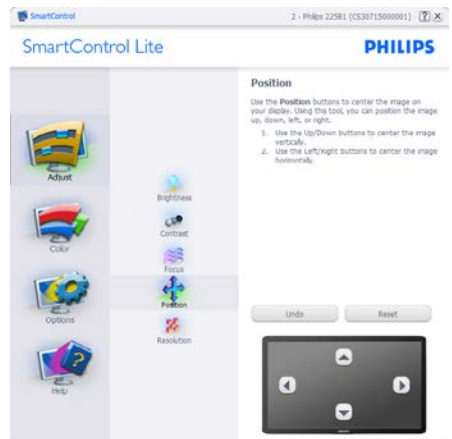 SmartControl
2 - Philips 225B1 (CS30715000001)
SmartControl Lite
PHILIPS
Adjust
Color
Options
Help
Brightness
Contrast
Focus
Position
Resolution
Position
Use the Position buttons to center the image on
your display. Using this tool, you can position the image
up, down, left, or right.
1. Use the Up/Down buttons to center the image
vertically.
2. Use the Left/Right buttons to center the image
horizontally.
Undo
Reset